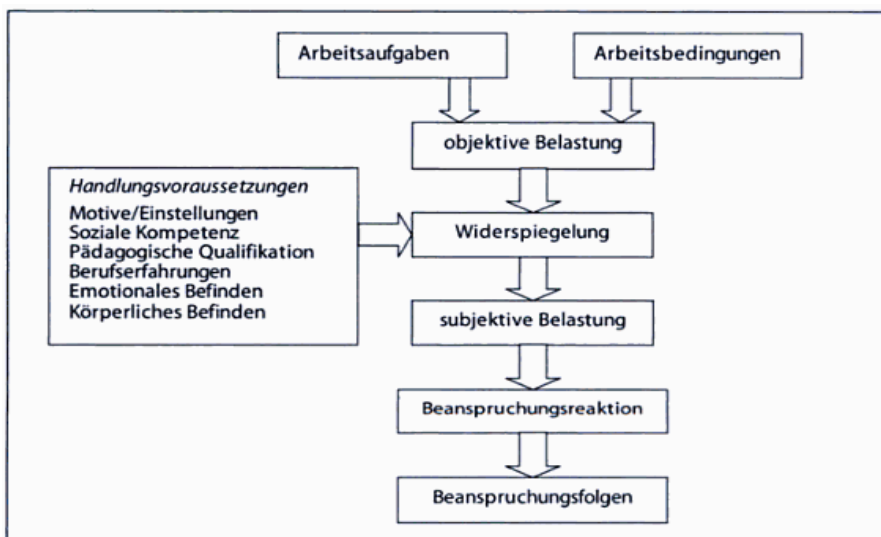 Arbeitsaufgaben
Arbeitsbedingungen
objektive Belastung
Handlungsvoraussetzungen
Motive/Einstellungen
Soziale Kompetenz
Pädagogische Qualifikation
Berufserfahrungen
Emotionales Befinden
Körperliches Befinden
Widerspiegelung
subjektive Belastung
Beanspruchungsreaktion
Beanspruchungsfolgen